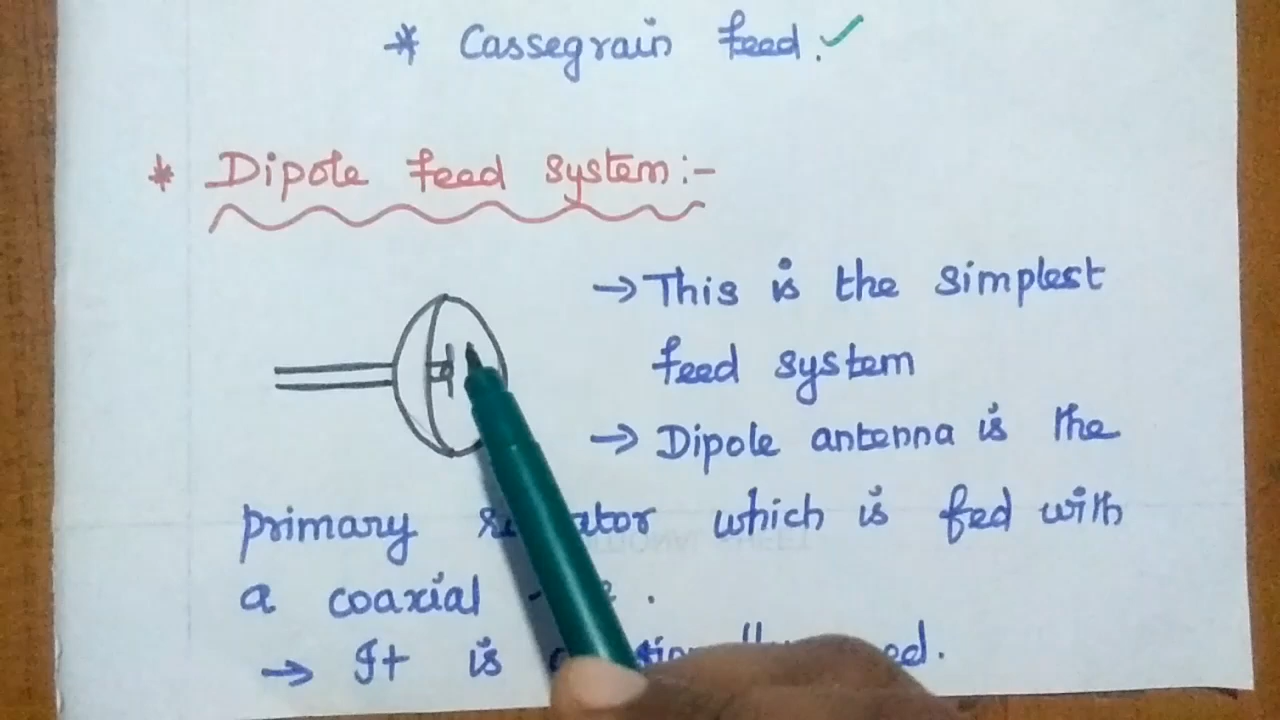 * Cassegrain feed. ✓
* Dipole feed system:-
→ This is the simplest
feed system
→ Dipole antenna is the
primary which is fed with
a coaxial
→ It is